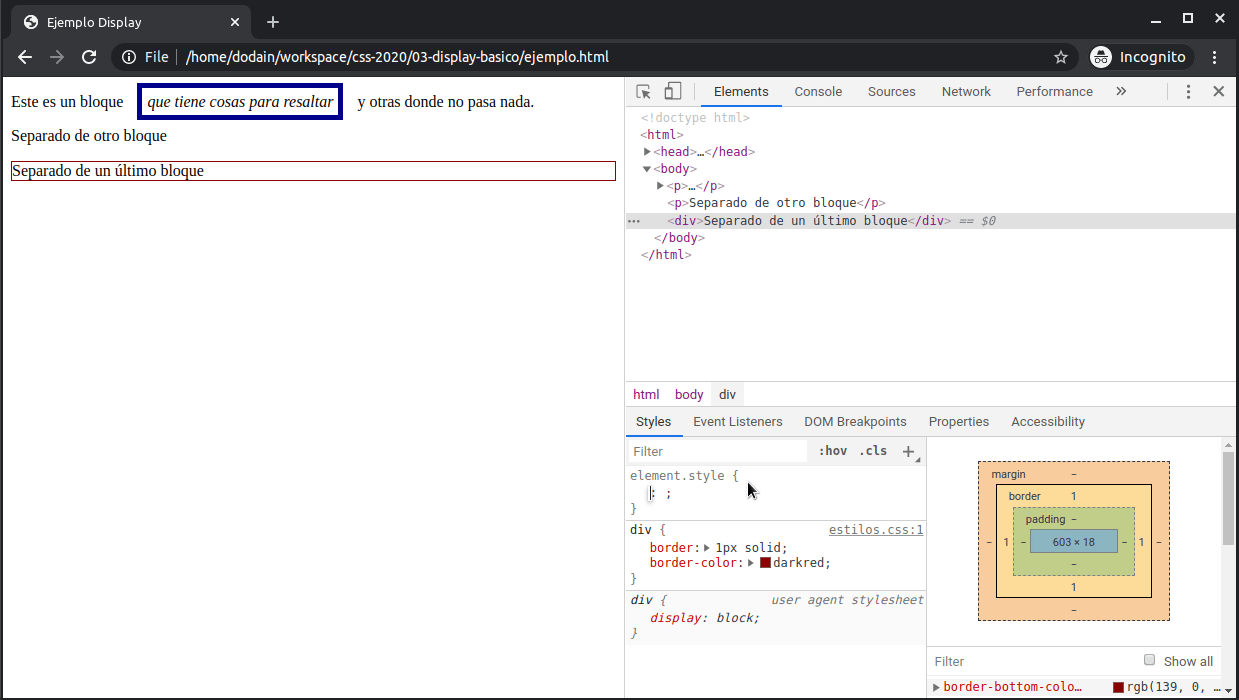 Ejemplo Display
File /home/dodain/workspace/css-2020/03-display-basico/ejemplo.html Incognito
Este es un bloque que tiene cosas para resaltar y otras donde no pasa nada.
Separado de otro bloque
Separado de un último bloque
Elements Console Sources Network Performance »
<!doctype html>
<html>
<head>…</head>
<body>
<p>…</p>
<p>Separado de otro bloque</p>
<div>Separado de un último bloque</div> == $0
</body>
</html>
html body div
Styles Event Listeners DOM Breakpoints Properties Accessibility
Filter :hov .cls +
element.style {
: ;
}
div { estilos.css:1
border: 1px solid;
border-color: darkred;
}
div { user agent stylesheet
display: block;
}
margin –
border 1
padding –
– 1 – 603 × 18 – 1 –
–
1
–
Filter Show all
border-bottom-colo… rgb(139, 0, …